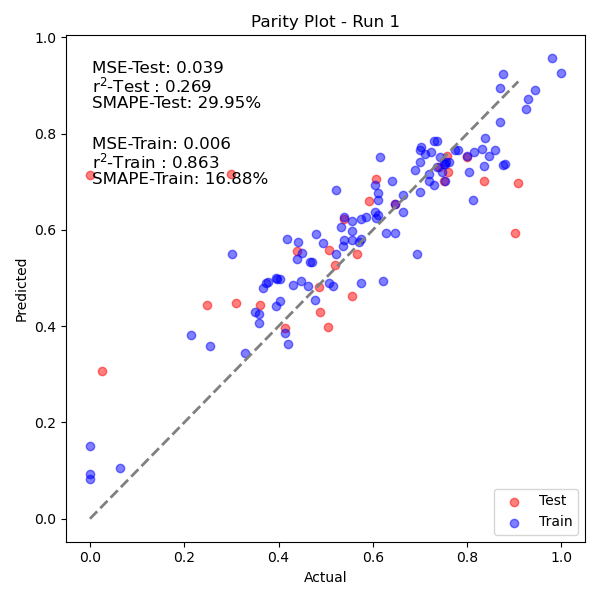 Parity Plot - Run 1
MSE-Test: 0.039
r²-Test : 0.269
SMAPE-Test: 29.95%
MSE-Train: 0.006
r²-Train : 0.863
SMAPE-Train: 16.88%
1.0
0.8
0.6
0.4
0.2
0.0
Predicted
Test
Train
0.0 0.2 0.4 0.6 0.8 1.0
Actual